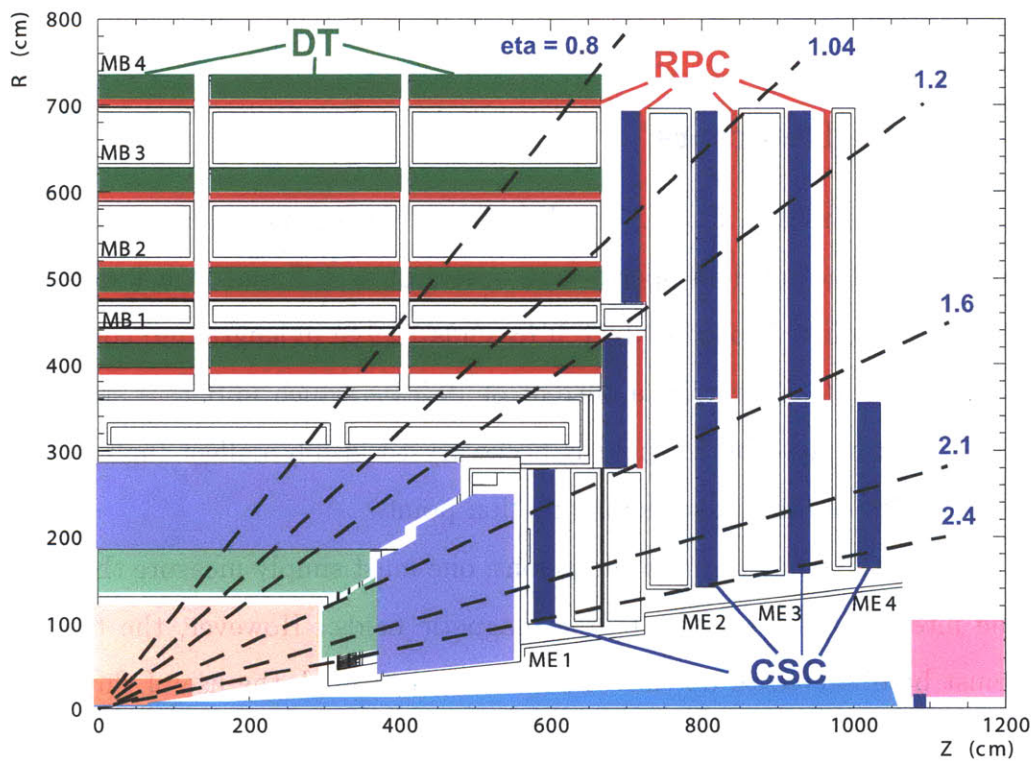 R (cm)
800
700
600
500
400
300
200
100
0
MB 4
MB 3
MB 2
MB 1
DT
eta = 0.8
RPC
1.04
1.2
1.6
2.1
2.4
ME 1
ME 2
ME 3
ME 4
CSC
0
200
400
600
800
1000
1200
Z (cm)